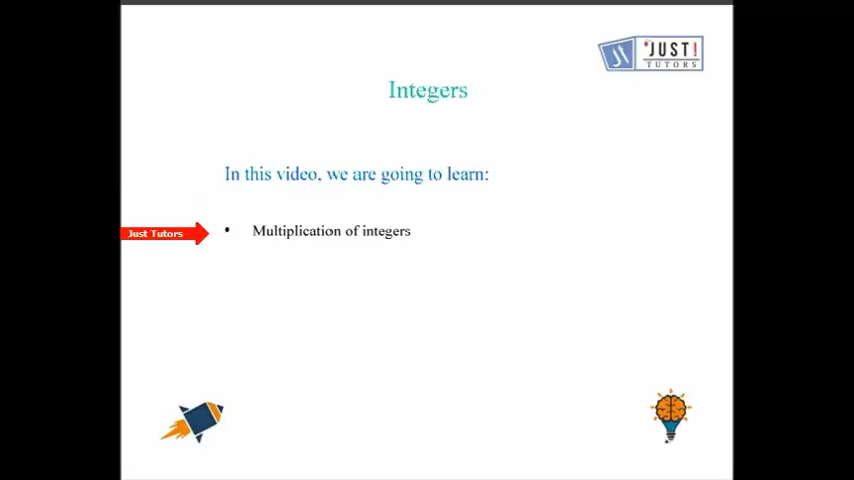 JUST!
TUTORS
Integers
In this video, we are going to learn:
Just Tutors
• Multiplication of integers